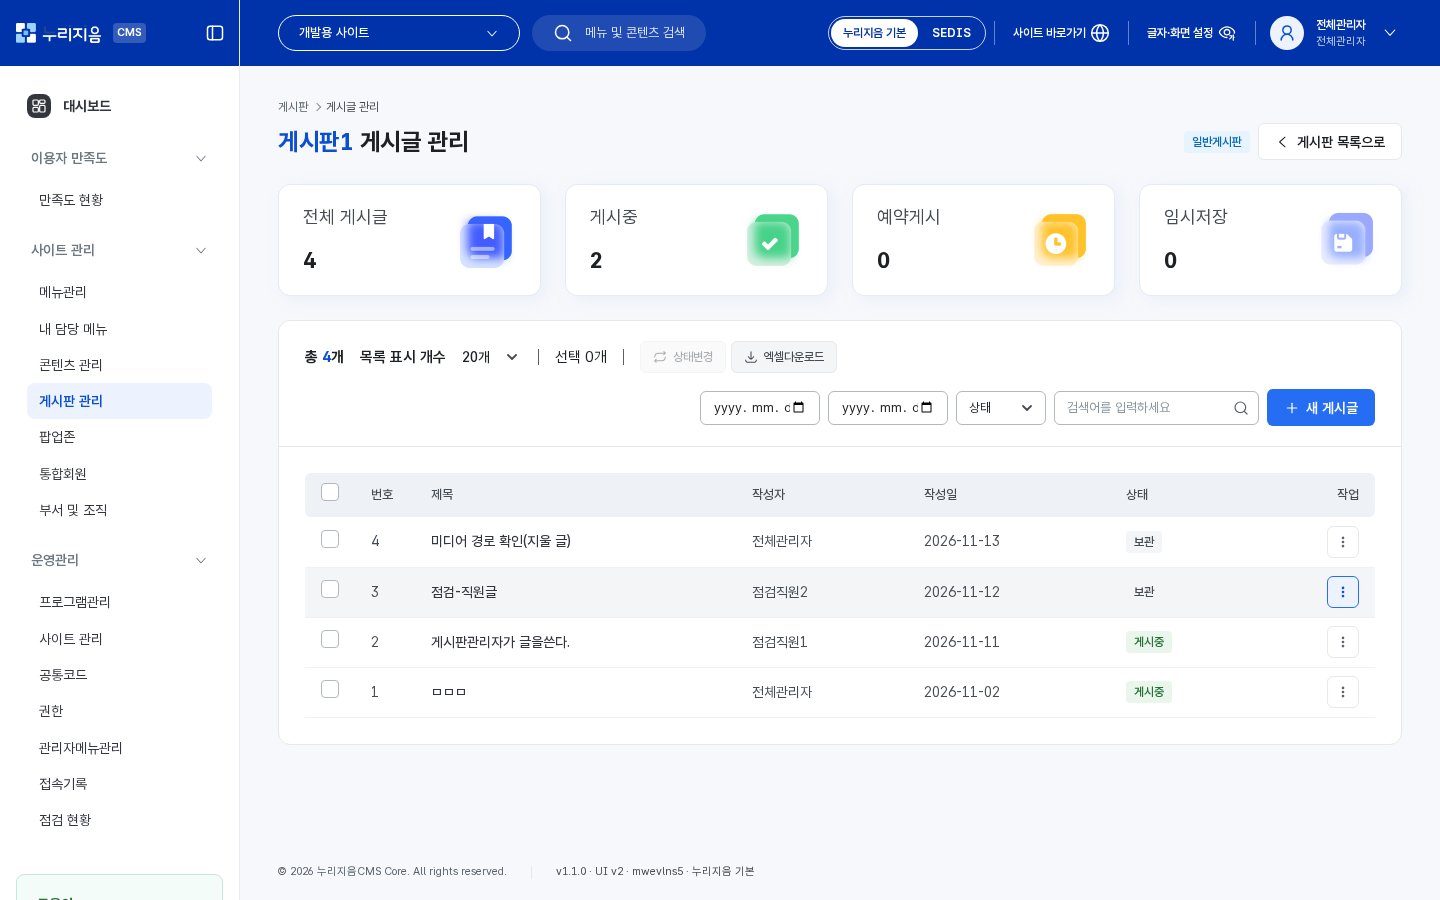 누리지음 CMS
개발용 사이트
메뉴 및 콘텐츠 검색
누리지음 기본
SEDIS
사이트 바로가기
글자·화면 설정
전체관리자
전체관리자
대시보드
이용자 만족도
만족도 현황
사이트 관리
메뉴관리
내 담당 메뉴
콘텐츠 관리
게시판 관리
팝업존
통합회원
부서 및 조직
운영관리
프로그램관리
사이트 관리
공통코드
권한
관리자메뉴관리
접속기록
점검 현황
게시판 > 게시글 관리
게시판1 게시글 관리
일반게시판
게시판 목록으로
전체 게시글
4
게시중
2
예약게시
0
임시저장
0
총 4개 목록 표시 개수 20개 선택 0개 상태변경 엑셀다운로드
yyyy. mm. d yyyy. mm. d 상태 검색어를 입력하세요 + 새 게시글
번호 제목 작성자 작성일 상태 작업
4 미디어 경로 확인(지울 글) 전체관리자 2026-11-13 보관
3 점검-직원글 점검직원2 2026-11-12 보관
2 게시판관리자가 글을쓴다. 점검직원1 2026-11-11 게시중
1 ㅁㅁㅁ 전체관리자 2026-11-02 게시중
© 2026 누리지음CMS Core. All rights reserved.
v1.1.0 · UI v2 · mwevlns5 · 누리지음 기본